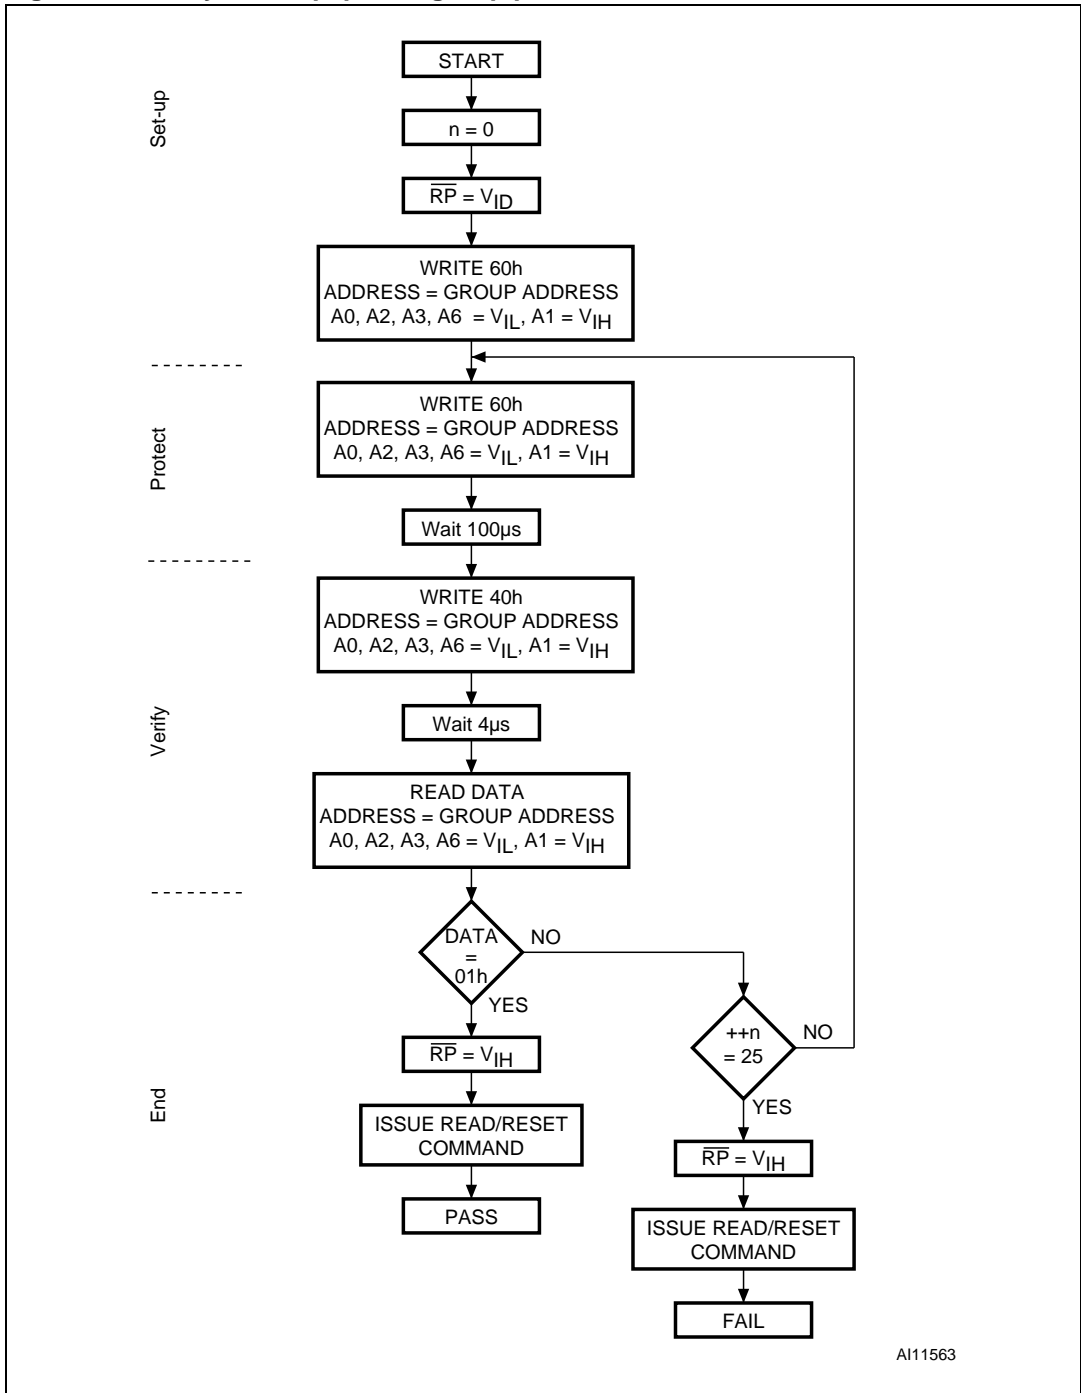 START
Set-up
n = 0
RP = VID
WRITE 60h
ADDRESS = GROUP ADDRESS
A0, A2, A3, A6 = VIL, A1 = VIH
WRITE 60h
ADDRESS = GROUP ADDRESS
A0, A2, A3, A6 = VIL, A1 = VIH
Protect
Wait 100µs
WRITE 40h
ADDRESS = GROUP ADDRESS
A0, A2, A3, A6 = VIL, A1 = VIH
Verify
Wait 4µs
READ DATA
ADDRESS = GROUP ADDRESS
A0, A2, A3, A6 = VIL, A1 = VIH
DATA
=
01h
NO
YES
++n
= 25
NO
YES
End
RP = VIH
ISSUE READ/RESET
COMMAND
PASS
RP = VIH
ISSUE READ/RESET
COMMAND
FAIL
AI11563